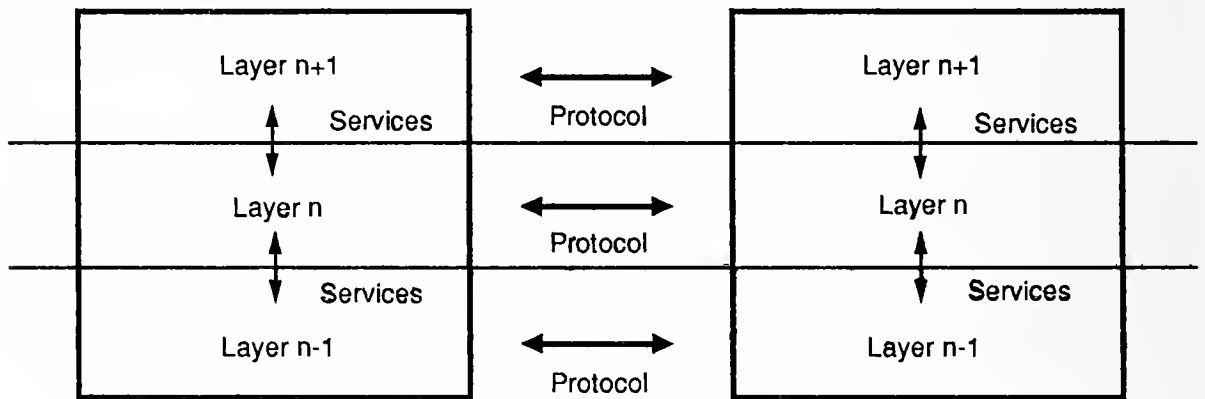 Layer n+1
Layer n+1
Protocol
Services
Services
Layer n
Layer n
Protocol
Services
Services
Layer n-1
Layer n-1
Protocol